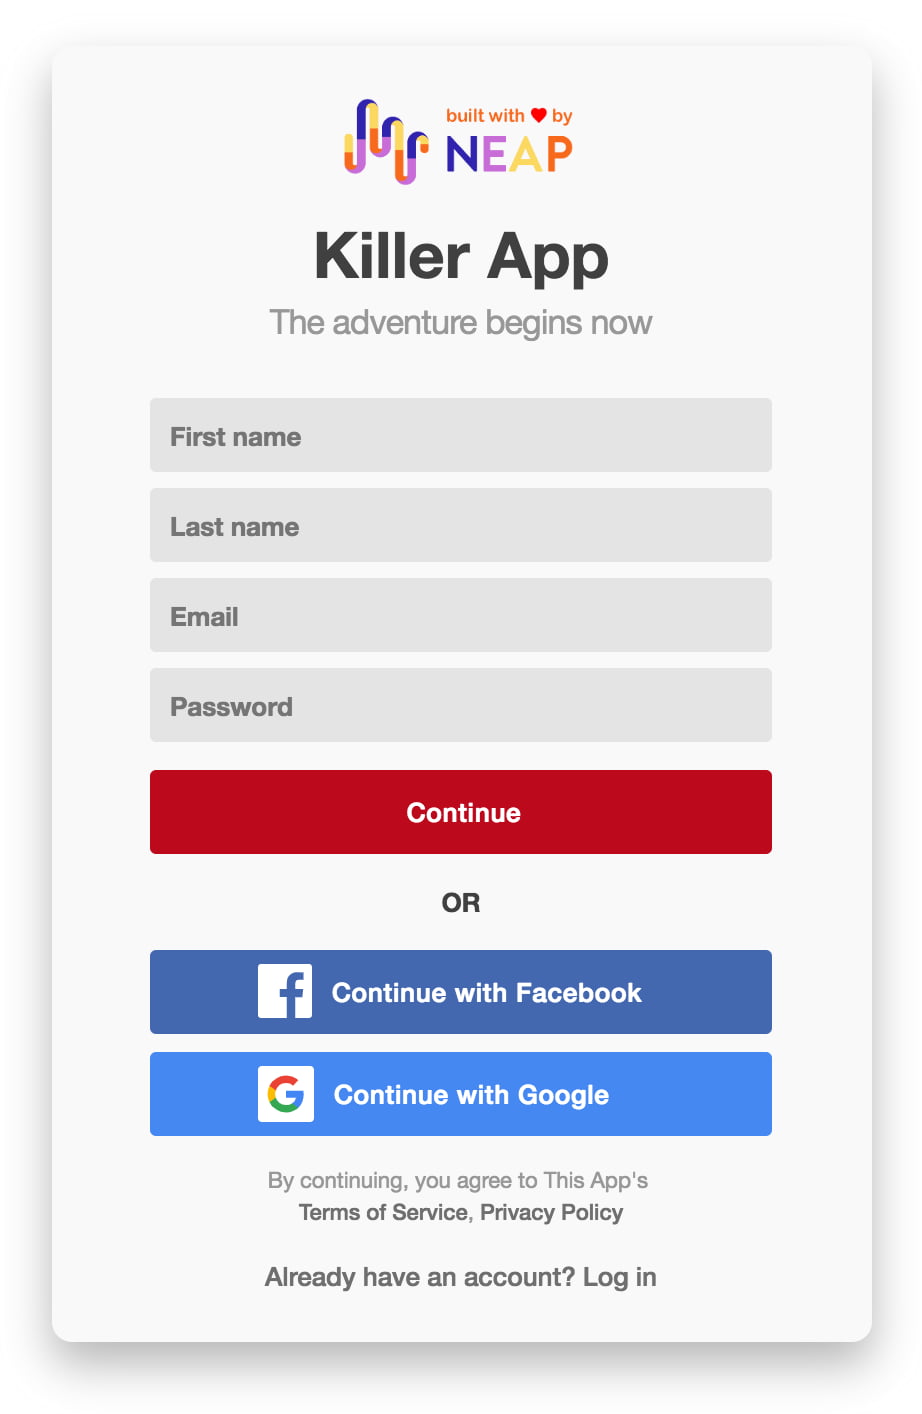 built with ❤ by
NEAP
Killer App
The adventure begins now
First name
Last name
Email
Password
Continue
OR
Continue with Facebook
Continue with Google
By continuing, you agree to This App's
Terms of Service, Privacy Policy
Already have an account? Log in